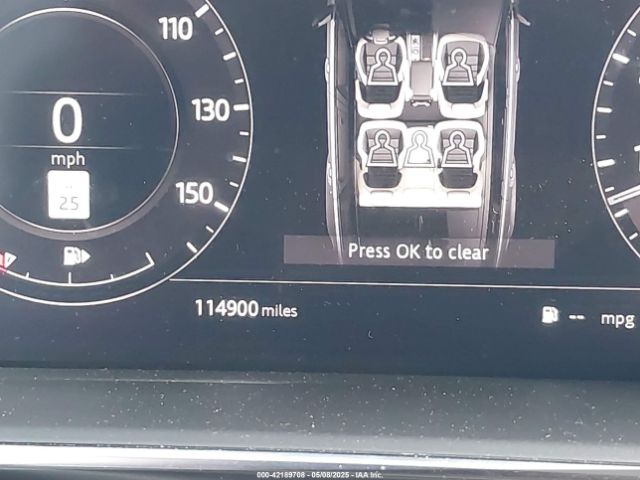 110
130
150
0
mph
25
Press OK to clear
114900 miles
-- mpg
000-42189708 - 05/08/2025 - IAA Inc.